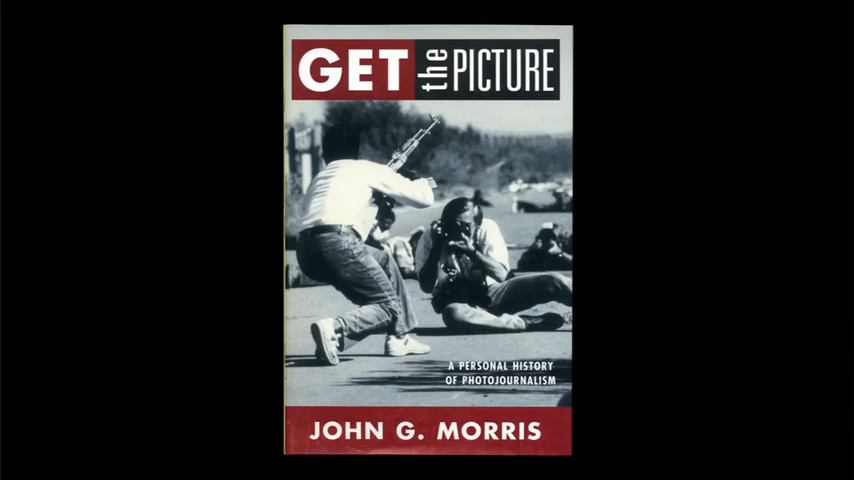 GET the PICTURE
A PERSONAL HISTORY
OF PHOTOJOURNALISM
JOHN G. MORRIS